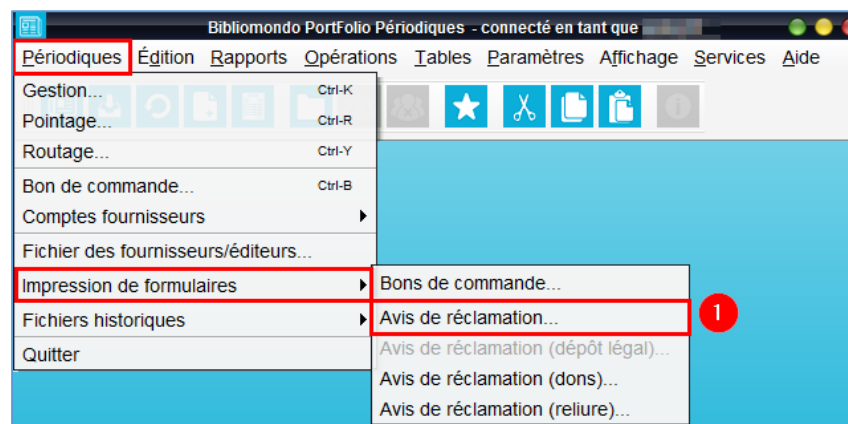 Bibliomondo PortFolio Périodiques - connecté en tant que
Périodiques Édition Rapports Opérations Tables Paramètres Affichage Services Aide
Gestion... Ctrl-K
Pointage... Ctrl-R
Routage... Ctrl-Y
Bon de commande... Ctrl-B
Comptes fournisseurs
Fichier des fournisseurs/éditeurs...
Impression de formulaires
Fichiers historiques
Quitter
Bons de commande...
Avis de réclamation...
1
Avis de réclamation (dépôt légal)...
Avis de réclamation (dons)...
Avis de réclamation (reliure)...